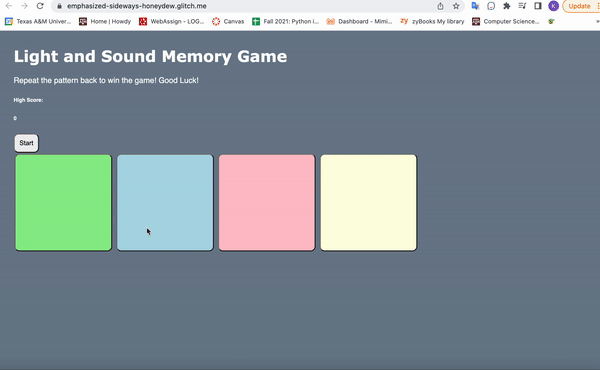 emphasized-sideways-honeydew.glitch.me
Update
Texas A&M Univer...
Home | Howdy
WebAssign - LOG...
Canvas
Fall 2021: Python i...
Dashboard - Mimi...
zyBooks My library
Computer Science...
Light and Sound Memory Game
Repeat the pattern back to win the game! Good Luck!
High Score:
0
Start